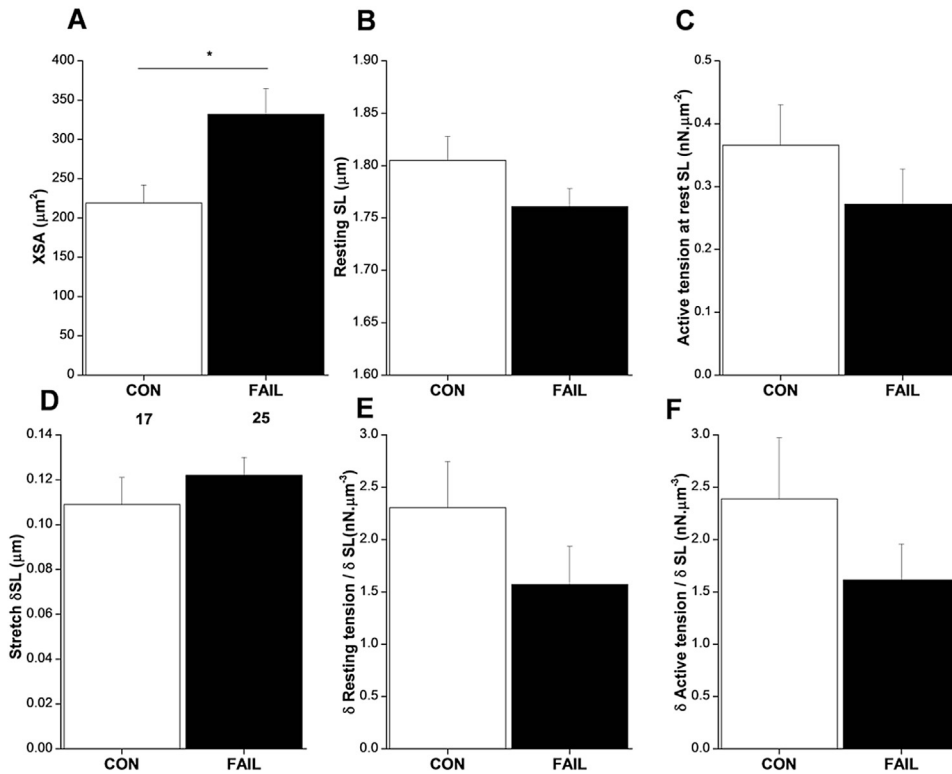 A
XSA (μm²)
400
350
300
250
200
150
100
50
0
*
CON FAIL
B
Resting SL (μm)
1.90
1.85
1.80
1.75
1.70
1.65
1.60
CON FAIL
C
Active tension at rest SL (nN.μm⁻²)
0.5
0.4
0.3
0.2
0.1
0.0
CON FAIL
D
17 25
Stretch δSL (μm)
0.14
0.12
0.10
0.08
0.06
0.04
0.02
0.00
CON FAIL
E
δ Resting tension / δ SL(nN.μm⁻³)
3.0
2.5
2.0
1.5
1.0
0.5
0.0
CON FAIL
F
δ Active tension / δ SL (nN.μm⁻³)
3.0
2.5
2.0
1.5
1.0
0.5
0.0
CON FAIL